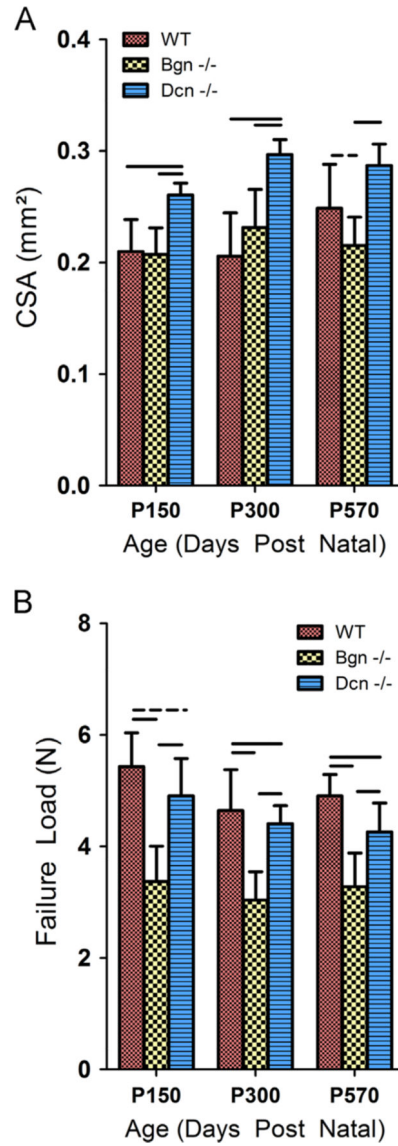 A
0.4
WT
Bgn -/-
Dcn -/-
0.3
0.2
0.1
0.0
CSA (mm²)
P150 P300 P570
Age (Days Post Natal)
B
8
WT
Bgn -/-
Dcn -/-
6
4
2
0
Failure Load (N)
P150 P300 P570
Age (Days Post Natal)